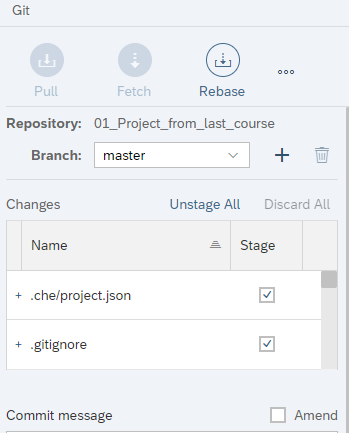 Git
Pull Fetch Rebase
Repository: 01_Project_from_last_course
Branch: master
Changes Unstage All Discard All
Name Stage
+ .che/project.json
+ .gitignore
Commit message Amend